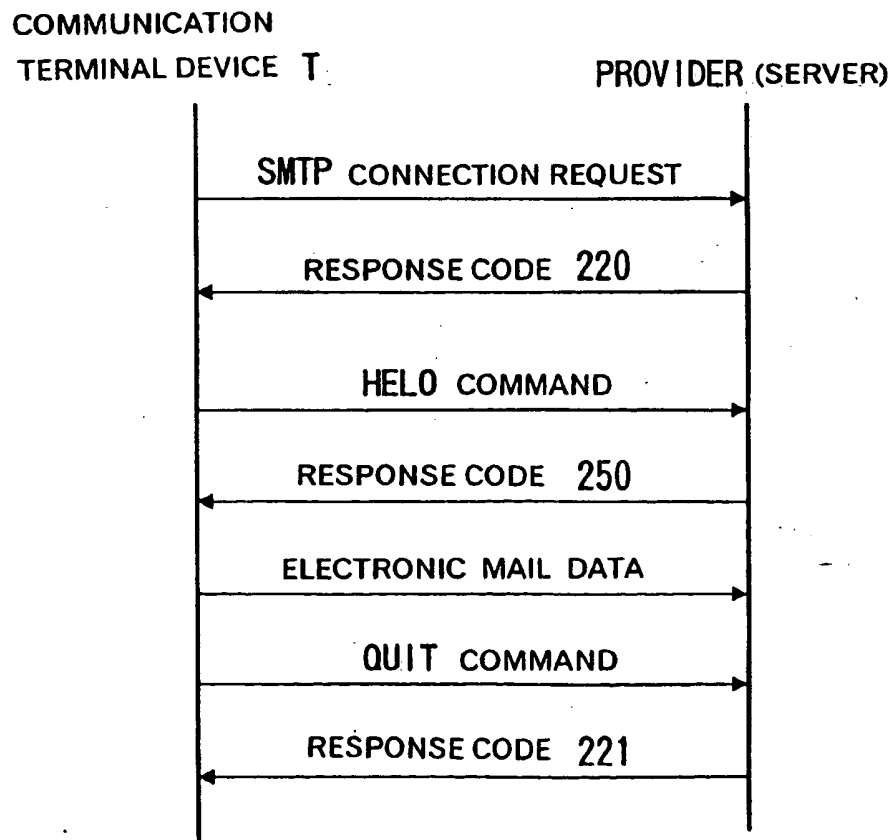 COMMUNICATION
TERMINAL DEVICE T
PROVIDER (SERVER)
SMTP CONNECTION REQUEST
RESPONSE CODE 220
HELO COMMAND
RESPONSE CODE 250
ELECTRONIC MAIL DATA
QUIT COMMAND
RESPONSE CODE 221